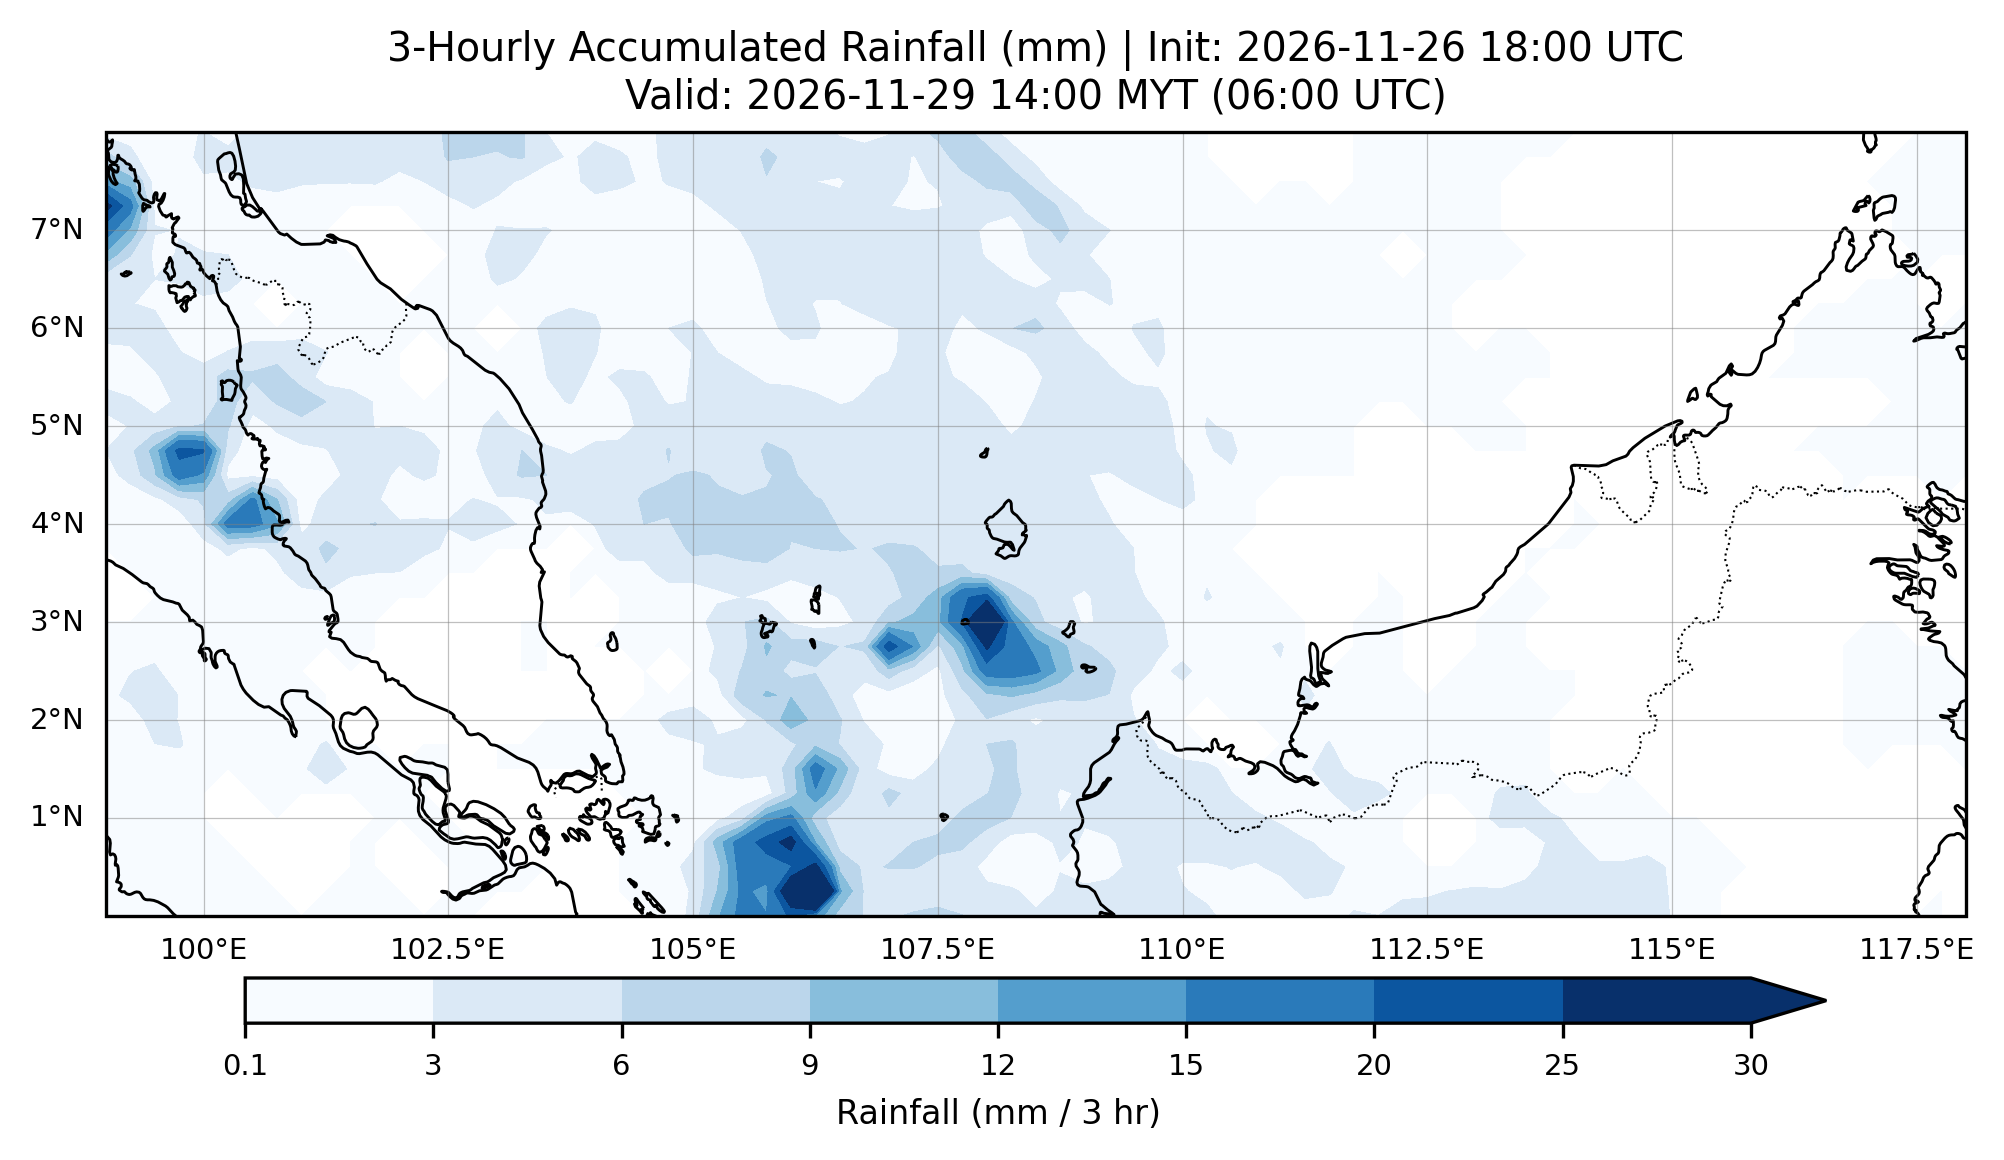 3-Hourly Accumulated Rainfall (mm) | Init: 2026-11-26 18:00 UTC
Valid: 2026-11-29 14:00 MYT (06:00 UTC)
7°N
6°N
5°N
4°N
3°N
2°N
1°N
100°E 102.5°E 105°E 107.5°E 110°E 112.5°E 115°E 117.5°E
0.1 3 6 9 12 15 20 25 30
Rainfall (mm / 3 hr)